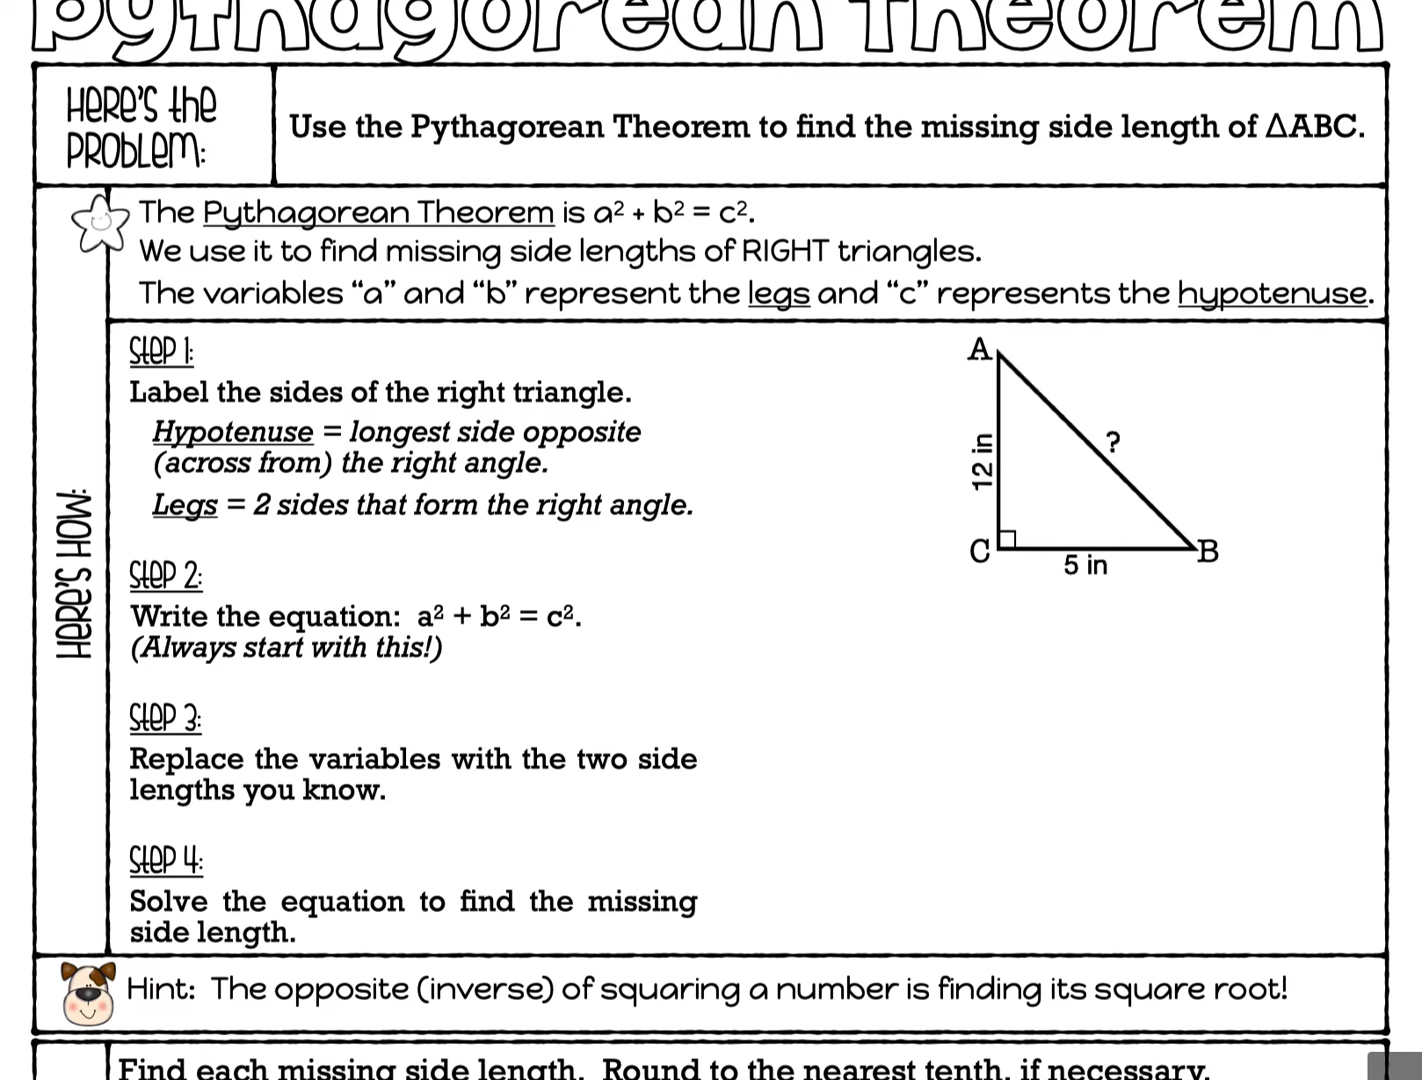 Pythagorean Theorem
Here's the
Problem:
Use the Pythagorean Theorem to find the missing side length of ΔABC.
The Pythagorean Theorem is a² + b² = c².
We use it to find missing side lengths of RIGHT triangles.
The variables “a” and “b” represent the legs and “c” represents the hypotenuse.
Here's How:
Step 1:
Label the sides of the right triangle.
Hypotenuse = longest side opposite
(across from) the right angle.
Legs = 2 sides that form the right angle.
Step 2:
Write the equation: a² + b² = c².
(Always start with this!)
Step 3:
Replace the variables with the two side
lengths you know.
Step 4:
Solve the equation to find the missing
side length.
A
12 in
?
C
B
5 in
Hint: The opposite (inverse) of squaring a number is finding its square root!
Find each missing side length. Round to the nearest tenth, if necessary.